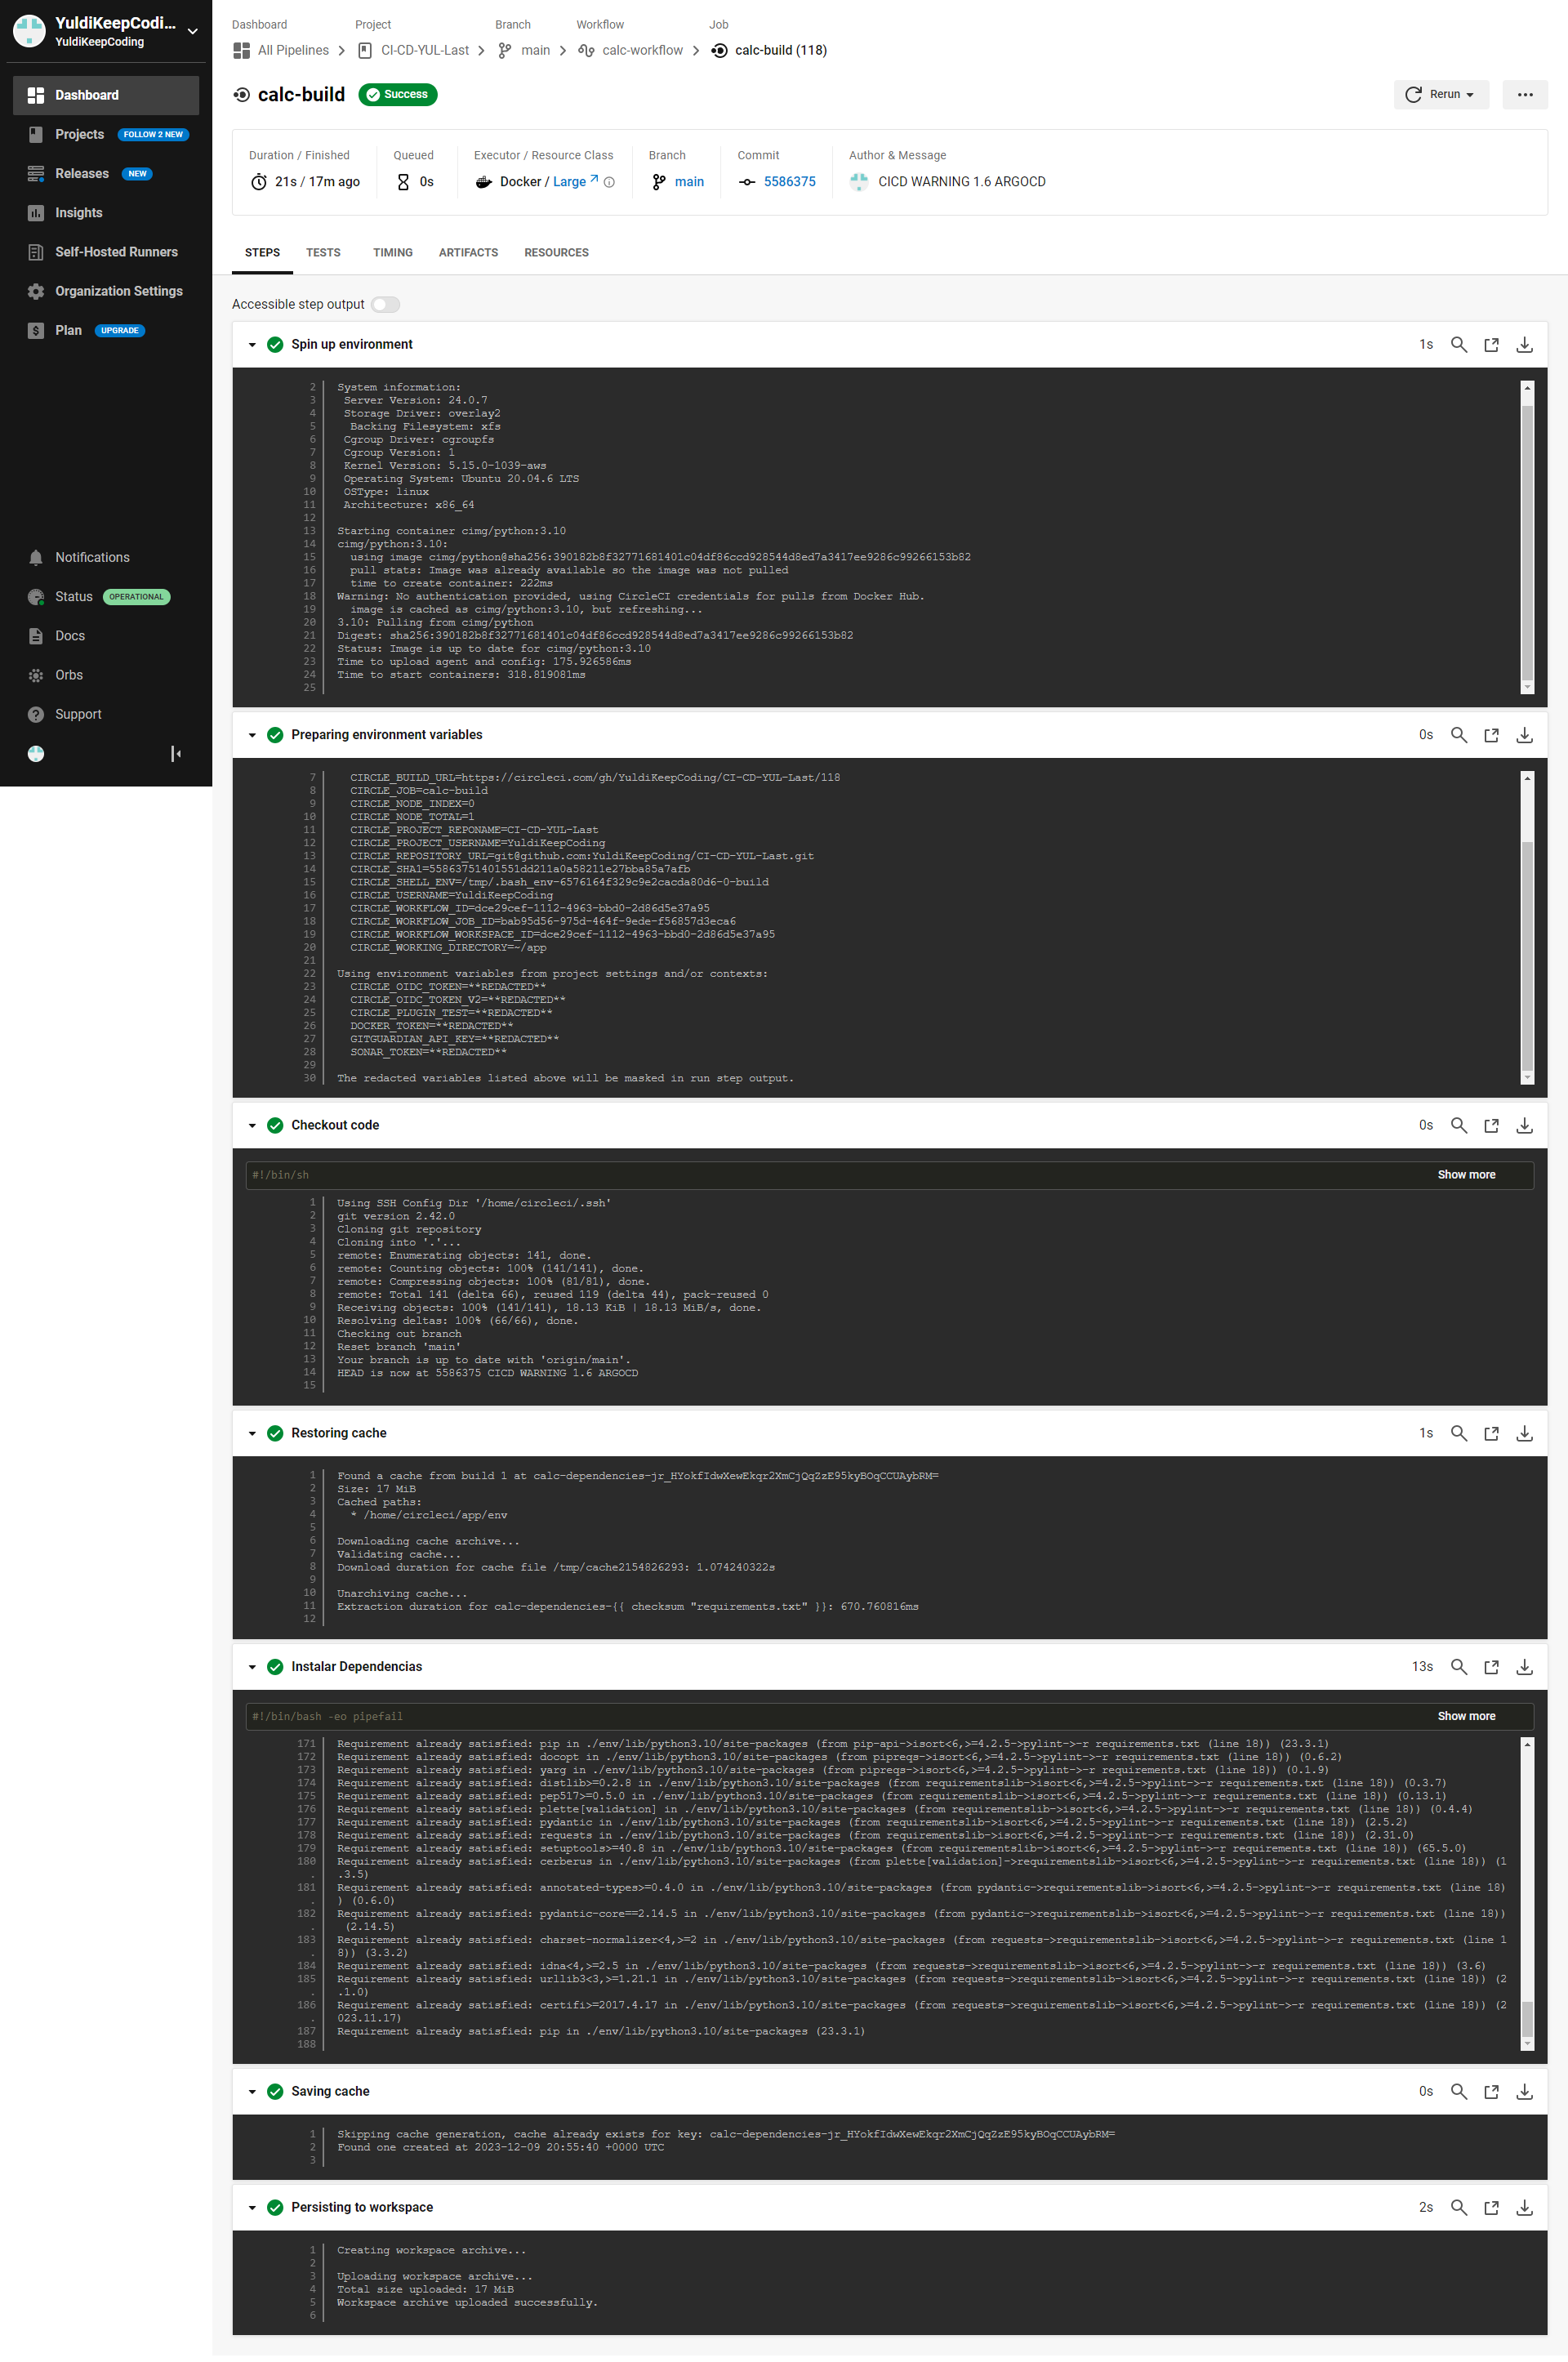 YuldiKeepCodi...
YuldiKeepCoding
Dashboard
Projects FOLLOW 2 NEW
Releases NEW
Insights
Self-Hosted Runners
Organization Settings
Plan UPGRADE
Notifications
Status OPERATIONAL
Docs
Orbs
Support
Dashboard Project Branch Workflow Job
All Pipelines CI-CD-YUL-Last main calc-workflow calc-build (118)
calc-build Success
Rerun
Duration / Finished Queued Executor / Resource Class Branch Commit Author & Message
21s / 17m ago 0s Docker / Large main 5586375 CICD WARNING 1.6 ARGOCD
STEPS TESTS TIMING ARTIFACTS RESOURCES
Accessible step output
Spin up environment 1s
2 System information:
3 Server Version: 24.0.7
4 Storage Driver: overlay2
5 Backing Filesystem: xfs
6 Cgroup Driver: cgroupfs
7 Cgroup Version: 1
8 Kernel Version: 5.15.0-1039-aws
9 Operating System: Ubuntu 20.04.6 LTS
10 OSType: linux
11 Architecture: x86_64
12
13 Starting container cimg/python:3.10
14 cimg/python:3.10:
15 using image cimg/python@sha256:390182b8f32771681401c04df86ccd928544d8ed7a3417ee9286c99266153b82
16 pull stats: Image was already available so the image was not pulled
17 time to create container: 222ms
18 Warning: No authentication provided, using CircleCI credentials for pulls from Docker Hub.
19 image is cached as cimg/python:3.10, but refreshing...
20 3.10: Pulling from cimg/python
21 Digest: sha256:390182b8f32771681401c04df86ccd928544d8ed7a3417ee9286c99266153b82
22 Status: Image is up to date for cimg/python:3.10
23 Time to upload agent and config: 175.926586ms
24 Time to start containers: 318.819081ms
25
Preparing environment variables 0s
7 CIRCLE_BUILD_URL=https://circleci.com/gh/YuldiKeepCoding/CI-CD-YUL-Last/118
8 CIRCLE_JOB=calc-build
9 CIRCLE_NODE_INDEX=0
10 CIRCLE_NODE_TOTAL=1
11 CIRCLE_PROJECT_REPONAME=CI-CD-YUL-Last
12 CIRCLE_PROJECT_USERNAME=YuldiKeepCoding
13 CIRCLE_REPOSITORY_URL=git@github.com:YuldiKeepCoding/CI-CD-YUL-Last.git
14 CIRCLE_SHA1=55863751401551dd211a0a58211e27bba85a7afb
15 CIRCLE_SHELL_ENV=/tmp/.bash_env-6576164f329c9e2cacda80d6-0-build
16 CIRCLE_USERNAME=YuldiKeepCoding
17 CIRCLE_WORKFLOW_ID=dce29cef-1112-4963-bbd0-2d86d5e37a95
18 CIRCLE_WORKFLOW_JOB_ID=bab95d56-975d-464f-9ede-f56857d3eca6
19 CIRCLE_WORKFLOW_WORKSPACE_ID=dce29cef-1112-4963-bbd0-2d86d5e37a95
20 CIRCLE_WORKING_DIRECTORY=~/app
21
22 Using environment variables from project settings and/or contexts:
23 CIRCLE_OIDC_TOKEN=**REDACTED**
24 CIRCLE_OIDC_TOKEN_V2=**REDACTED**
25 CIRCLE_PLUGIN_TEST=**REDACTED**
26 DOCKER_TOKEN=**REDACTED**
27 GITGUARDIAN_API_KEY=**REDACTED**
28 SONAR_TOKEN=**REDACTED**
29
30 The redacted variables listed above will be masked in run step output.
Checkout code 0s
#!/bin/sh Show more
1 Using SSH Config Dir '/home/circleci/.ssh'
2 git version 2.42.0
3 Cloning git repository
4 Cloning into '.'...
5 remote: Enumerating objects: 141, done.
6 remote: Counting objects: 100% (141/141), done.
7 remote: Compressing objects: 100% (81/81), done.
8 remote: Total 141 (delta 66), reused 119 (delta 44), pack-reused 0
9 Receiving objects: 100% (141/141), 18.13 KiB | 18.13 MiB/s, done.
10 Resolving deltas: 100% (66/66), done.
11 Checking out branch
12 Reset branch 'main'
13 Your branch is up to date with 'origin/main'.
14 HEAD is now at 5586375 CICD WARNING 1.6 ARGOCD
15
Restoring cache 1s
1 Found a cache from build 1 at calc-dependencies-jr_HYokfIdwXewEkqr2XmCjQqZzE95kyBOqCCUAybRM=
2 Size: 17 MiB
3 Cached paths:
4 * /home/circleci/app/env
5
6 Downloading cache archive...
7 Validating cache...
8 Download duration for cache file /tmp/cache2154826293: 1.074240322s
9
10 Unarchiving cache...
11 Extraction duration for calc-dependencies-{{ checksum "requirements.txt" }}: 670.760816ms
12
Instalar Dependencias 13s
#!/bin/bash -eo pipefail Show more
171 Requirement already satisfied: pip in ./env/lib/python3.10/site-packages (from pip-api->isort<6,>=4.2.5->pylint->-r requirements.txt (line 18)) (23.3.1)
172 Requirement already satisfied: docopt in ./env/lib/python3.10/site-packages (from pipreqs->isort<6,>=4.2.5->pylint->-r requirements.txt (line 18)) (0.6.2)
173 Requirement already satisfied: yarg in ./env/lib/python3.10/site-packages (from pipreqs->isort<6,>=4.2.5->pylint->-r requirements.txt (line 18)) (0.1.9)
174 Requirement already satisfied: distlib>=0.2.8 in ./env/lib/python3.10/site-packages (from requirementslib->isort<6,>=4.2.5->pylint->-r requirements.txt (line 18)) (0.3.7)
175 Requirement already satisfied: pep517>=0.5.0 in ./env/lib/python3.10/site-packages (from requirementslib->isort<6,>=4.2.5->pylint->-r requirements.txt (line 18)) (0.13.1)
176 Requirement already satisfied: plette[validation] in ./env/lib/python3.10/site-packages (from requirementslib->isort<6,>=4.2.5->pylint->-r requirements.txt (line 18)) (0.4.4)
177 Requirement already satisfied: pydantic in ./env/lib/python3.10/site-packages (from requirementslib->isort<6,>=4.2.5->pylint->-r requirements.txt (line 18)) (2.5.2)
178 Requirement already satisfied: requests in ./env/lib/python3.10/site-packages (from requirementslib->isort<6,>=4.2.5->pylint->-r requirements.txt (line 18)) (2.31.0)
179 Requirement already satisfied: setuptools>=40.8 in ./env/lib/python3.10/site-packages (from requirementslib->isort<6,>=4.2.5->pylint->-r requirements.txt (line 18)) (65.5.0)
180 Requirement already satisfied: cerberus in ./env/lib/python3.10/site-packages (from plette[validation]->requirementslib->isort<6,>=4.2.5->pylint->-r requirements.txt (line 18)) (1
. .3.5)
181 Requirement already satisfied: annotated-types>=0.4.0 in ./env/lib/python3.10/site-packages (from pydantic->requirementslib->isort<6,>=4.2.5->pylint->-r requirements.txt (line 18)
. ) (0.6.0)
182 Requirement already satisfied: pydantic-core==2.14.5 in ./env/lib/python3.10/site-packages (from pydantic->requirementslib->isort<6,>=4.2.5->pylint->-r requirements.txt (line 18))
. (2.14.5)
183 Requirement already satisfied: charset-normalizer<4,>=2 in ./env/lib/python3.10/site-packages (from requests->requirementslib->isort<6,>=4.2.5->pylint->-r requirements.txt (line 1
. 8)) (3.3.2)
184 Requirement already satisfied: idna<4,>=2.5 in ./env/lib/python3.10/site-packages (from requests->requirementslib->isort<6,>=4.2.5->pylint->-r requirements.txt (line 18)) (3.6)
185 Requirement already satisfied: urllib3<3,>=1.21.1 in ./env/lib/python3.10/site-packages (from requests->requirementslib->isort<6,>=4.2.5->pylint->-r requirements.txt (line 18)) (2
. .1.0)
186 Requirement already satisfied: certifi>=2017.4.17 in ./env/lib/python3.10/site-packages (from requests->requirementslib->isort<6,>=4.2.5->pylint->-r requirements.txt (line 18)) (2
. 023.11.17)
187 Requirement already satisfied: pip in ./env/lib/python3.10/site-packages (23.3.1)
188
Saving cache 0s
1 Skipping cache generation, cache already exists for key: calc-dependencies-jr_HYokfIdwXewEkqr2XmCjQqZzE95kyBOqCCUAybRM=
2 Found one created at 2023-12-09 20:55:40 +0000 UTC
3
Persisting to workspace 2s
1 Creating workspace archive...
2
3 Uploading workspace archive...
4 Total size uploaded: 17 MiB
5 Workspace archive uploaded successfully.
6